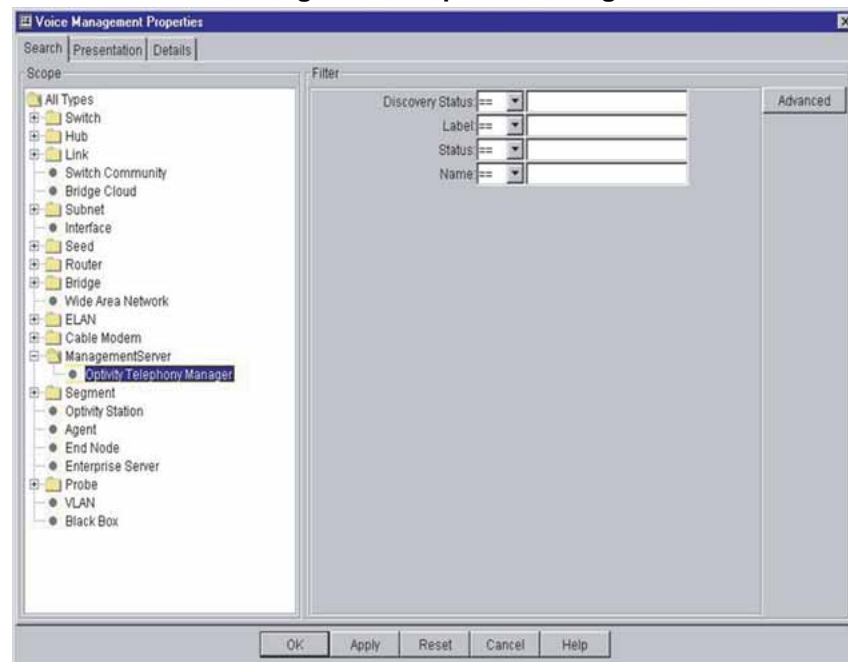 Voice Management Properties
Search Presentation Details
Scope
Filter
All Types
Switch
Hub
Link
Switch Community
Bridge Cloud
Subnet
Interface
Seed
Router
Bridge
Wide Area Network
ELAN
Cable Modem
ManagementServer
Optivity Telephony Manager
Segment
Optivity Station
Agent
End Node
Enterprise Server
Probe
VLAN
Black Box
Discovery Status: ==
Label: ==
Status: ==
Name: ==
Advanced
OK Apply Reset Cancel Help